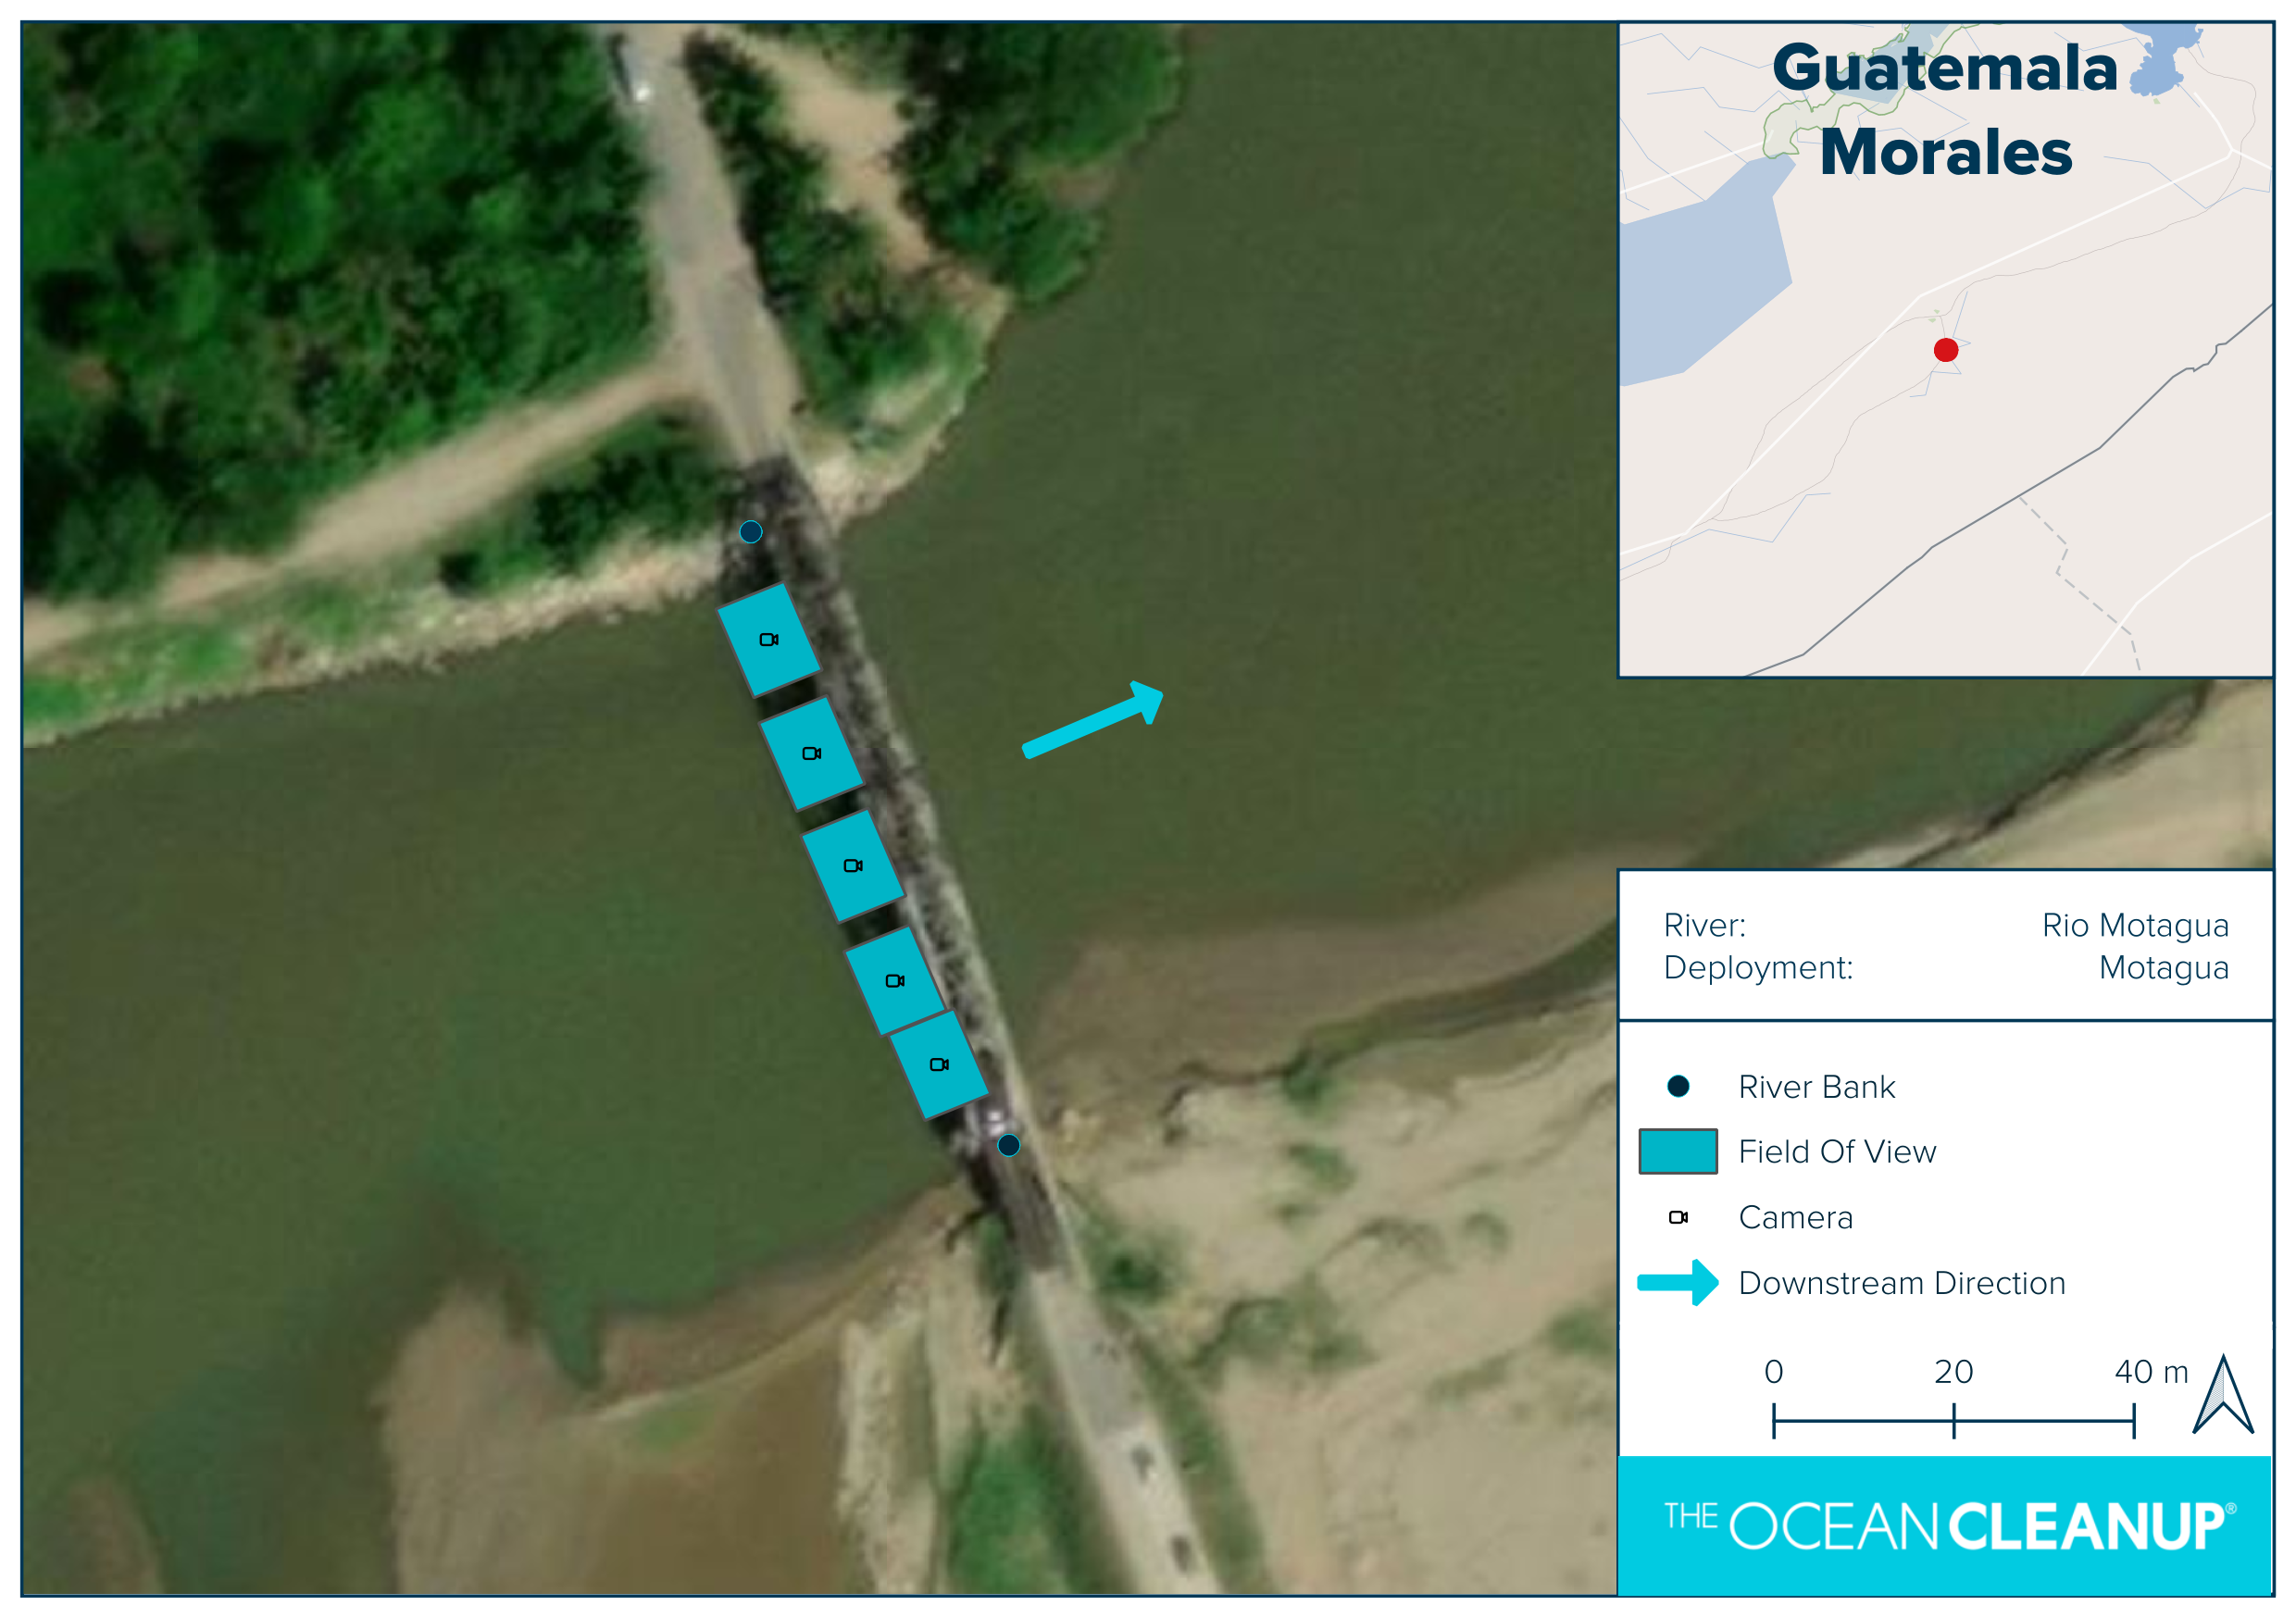 Guatemala
Morales
River: Rio Motagua
Deployment: Motagua
River Bank
Field Of View
Camera
Downstream Direction
0 20 40 m
THE OCEAN CLEANUP®